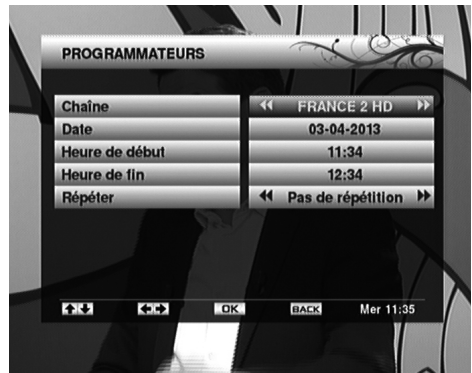 PROGRAMMATEURS
Chaîne FRANCE 2 HD
Date 03-04-2013
Heure de début 11:34
Heure de fin 12:34
Répéter Pas de répétition
OK BACK Mer 11:35